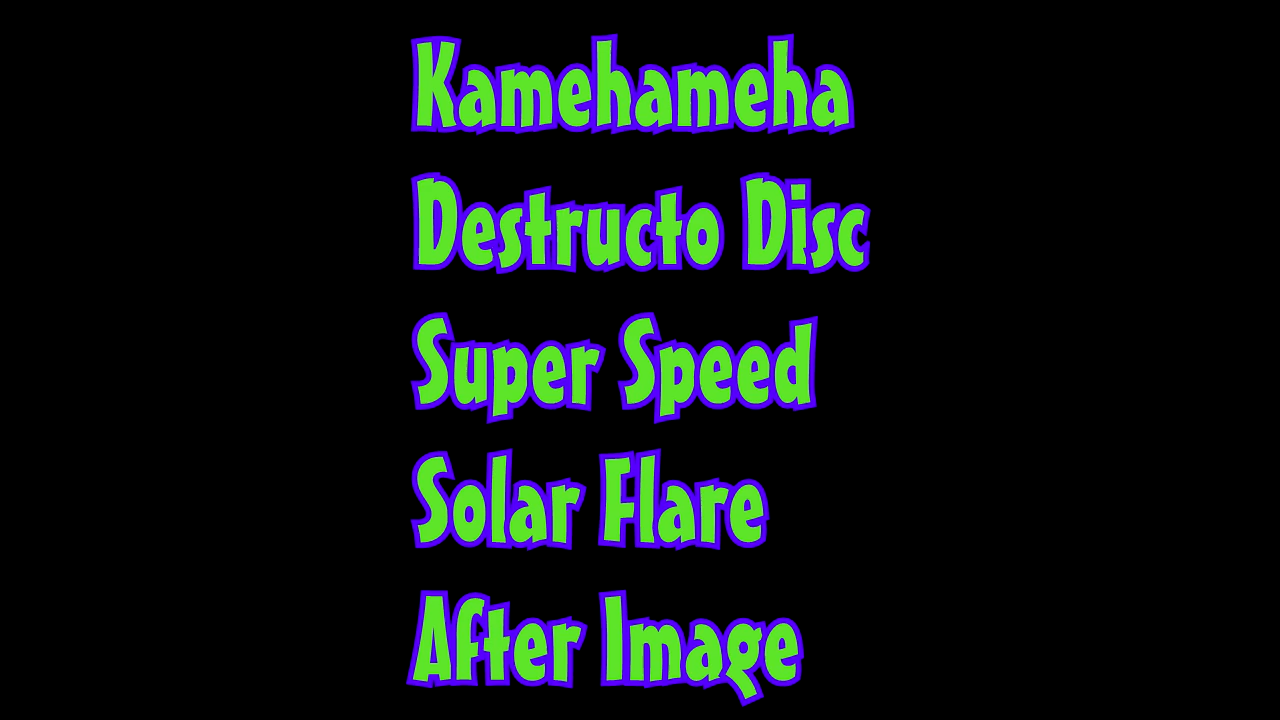 Kamehameha
Destructo Disc
Super Speed
Solar Flare
After Image